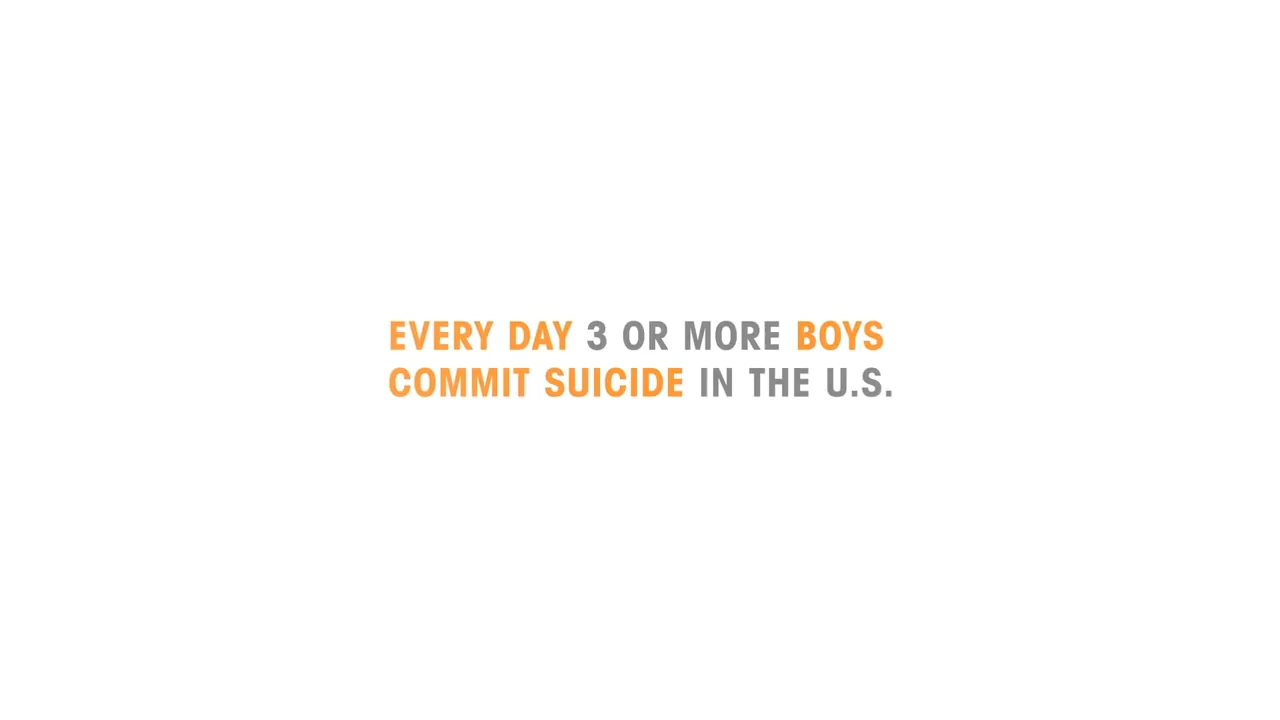 EVERY DAY 3 OR MORE BOYS
COMMIT SUICIDE IN THE U.S.